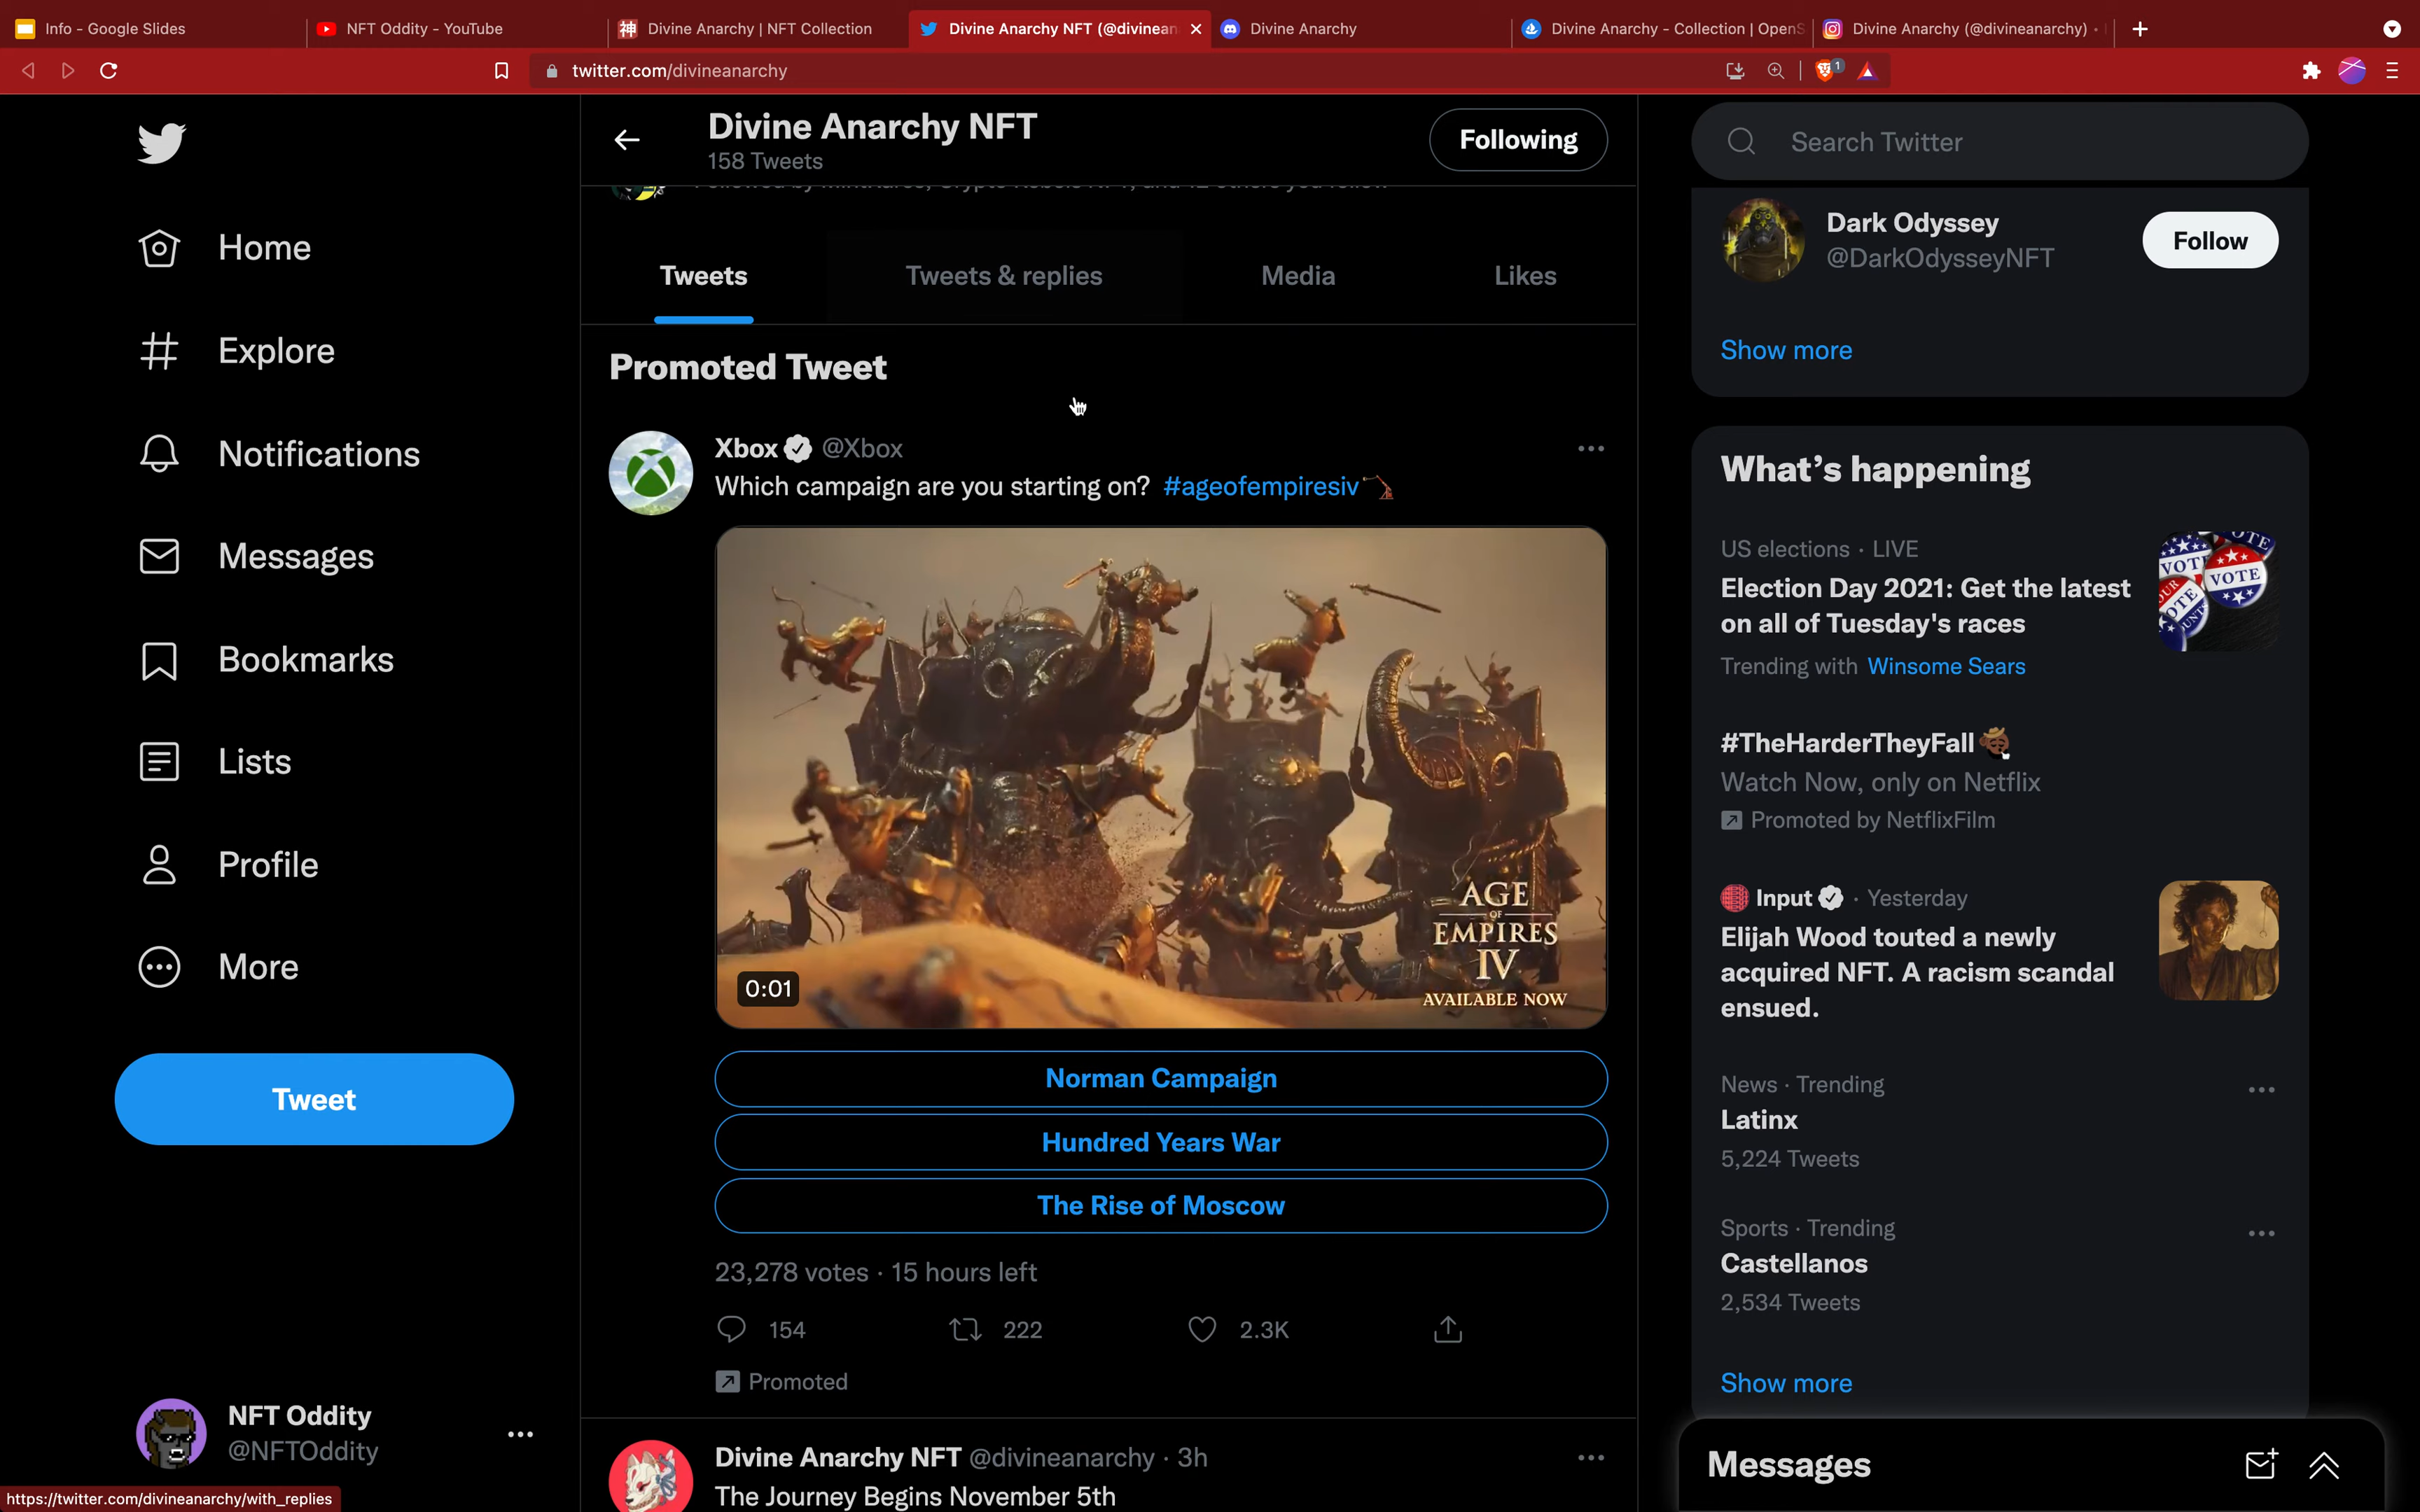 Info - Google Slides
NFT Oddity - YouTube
神 Divine Anarchy | NFT Collection
Divine Anarchy NFT (@divinean
Divine Anarchy
Divine Anarchy - Collection | OpenS
Divine Anarchy (@divineanarchy) •
twitter.com/divineanarchy
1
Divine Anarchy NFT
158 Tweets
Following
Search Twitter
Home
Explore
Notifications
Messages
Bookmarks
Lists
Profile
More
Tweet
NFT Oddity
@NFTOddity
https://twitter.com/divineanarchy/with_replies
Tweets
Tweets & replies
Media
Likes
Promoted Tweet
Xbox @Xbox
Which campaign are you starting on? #ageofempiresiv
AGE
OF
EMPIRES
IV
AVAILABLE NOW
0:01
Norman Campaign
Hundred Years War
The Rise of Moscow
23,278 votes · 15 hours left
154
222
2.3K
Promoted
Divine Anarchy NFT @divineanarchy · 3h
The Journey Begins November 5th
Dark Odyssey
@DarkOdysseyNFT
Follow
Show more
What's happening
US elections · LIVE
Election Day 2021: Get the latest
on all of Tuesday's races
Trending with Winsome Sears
VOTE
VOTE
#TheHarderTheyFall
Watch Now, only on Netflix
Promoted by NetflixFilm
Input · Yesterday
Elijah Wood touted a newly
acquired NFT. A racism scandal
ensued.
News · Trending
Latinx
5,224 Tweets
Sports · Trending
Castellanos
2,534 Tweets
Show more
Messages